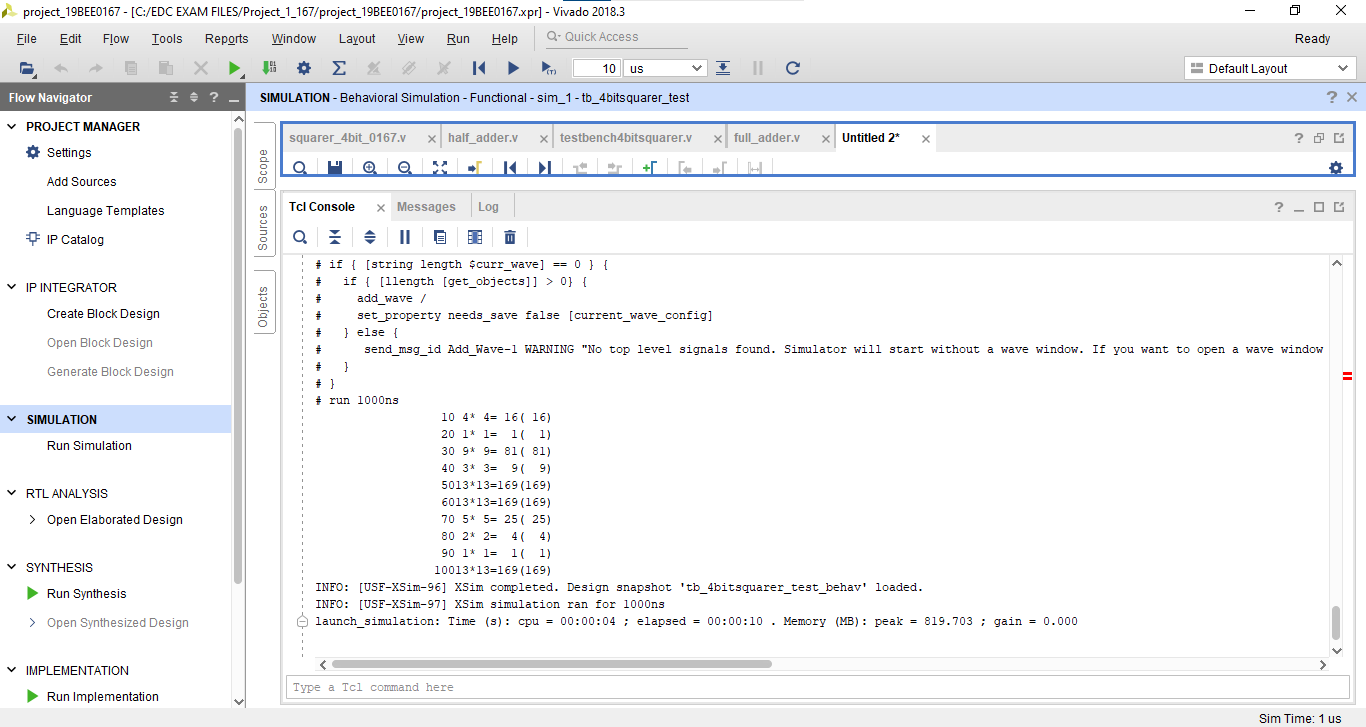 project_19BEE0167 - [C:/EDC EXAM FILES/Project_1_167/project_19BEE0167/project_19BEE0167.xpr] - Vivado 2018.3
File Edit Flow Tools Reports Window Layout View Run Help Quick Access Ready
10 us Default Layout
Flow Navigator
PROJECT MANAGER
Settings
Add Sources
Language Templates
IP Catalog
IP INTEGRATOR
Create Block Design
Open Block Design
Generate Block Design
SIMULATION
Run Simulation
RTL ANALYSIS
Open Elaborated Design
SYNTHESIS
Run Synthesis
Open Synthesized Design
IMPLEMENTATION
Run Implementation
SIMULATION - Behavioral Simulation - Functional - sim_1 - tb_4bitsquarer_test
Scope
Sources
Objects
squarer_4bit_0167.v half_adder.v testbench4bitsquarer.v full_adder.v Untitled 2*
Tcl Console Messages Log
# if { [string length $curr_wave] == 0 } {
#   if { [llength [get_objects]] > 0} {
#     add_wave /
#     set_property needs_save false [current_wave_config]
#   } else {
#      send_msg_id Add_Wave-1 WARNING "No top level signals found. Simulator will start without a wave window. If you want to open a wave window
#   }
# }
# run 1000ns
10 4* 4= 16( 16)
20 1* 1=  1(  1)
30 9* 9= 81( 81)
40 3* 3=  9(  9)
5013*13=169(169)
6013*13=169(169)
70 5* 5= 25( 25)
80 2* 2=  4(  4)
90 1* 1=  1(  1)
10013*13=169(169)
INFO: [USF-XSim-96] XSim completed. Design snapshot 'tb_4bitsquarer_test_behav' loaded.
INFO: [USF-XSim-97] XSim simulation ran for 1000ns
launch_simulation: Time (s): cpu = 00:00:04 ; elapsed = 00:00:10 . Memory (MB): peak = 819.703 ; gain = 0.000
Type a Tcl command here
Sim Time: 1 us